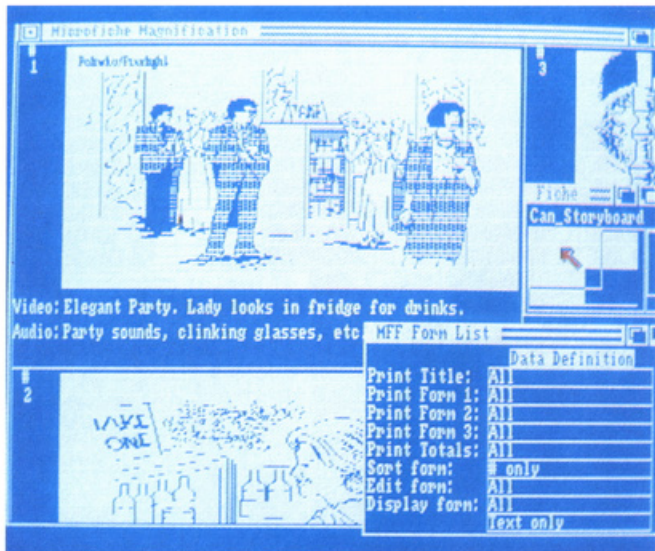 Microfiche Magnification
#
1
#
3
Fiche
Can_Storyboard
Video: Elegant Party. Lady looks in fridge for drinks.
Audio: Party sounds, clinking glasses, etc.
MFF Form List
Data Definition
Print Title: All
Print Form 1: All
Print Form 2: All
Print Form 3: All
Print Totals: All
Sort form: # only
Edit form: All
Display form: All
Text only
#
2
TAKE
ONE